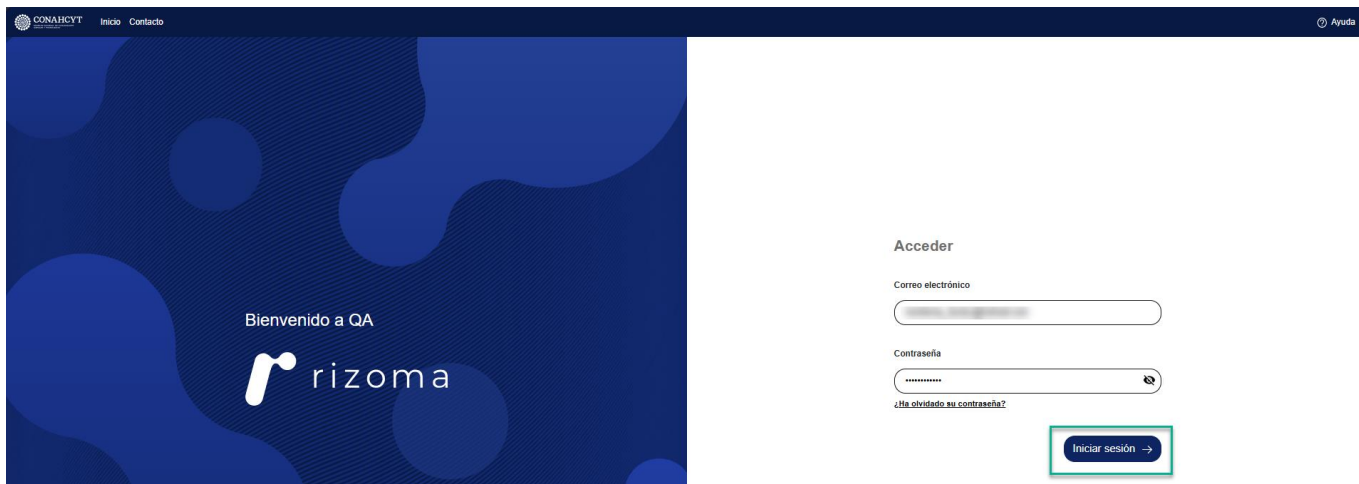 CONAHCYT Inicio Contacto Ayuda
Bienvenido a QA
rizoma
Acceder
Correo electrónico
Contraseña
¿Ha olvidado su contraseña?
Iniciar sesión →